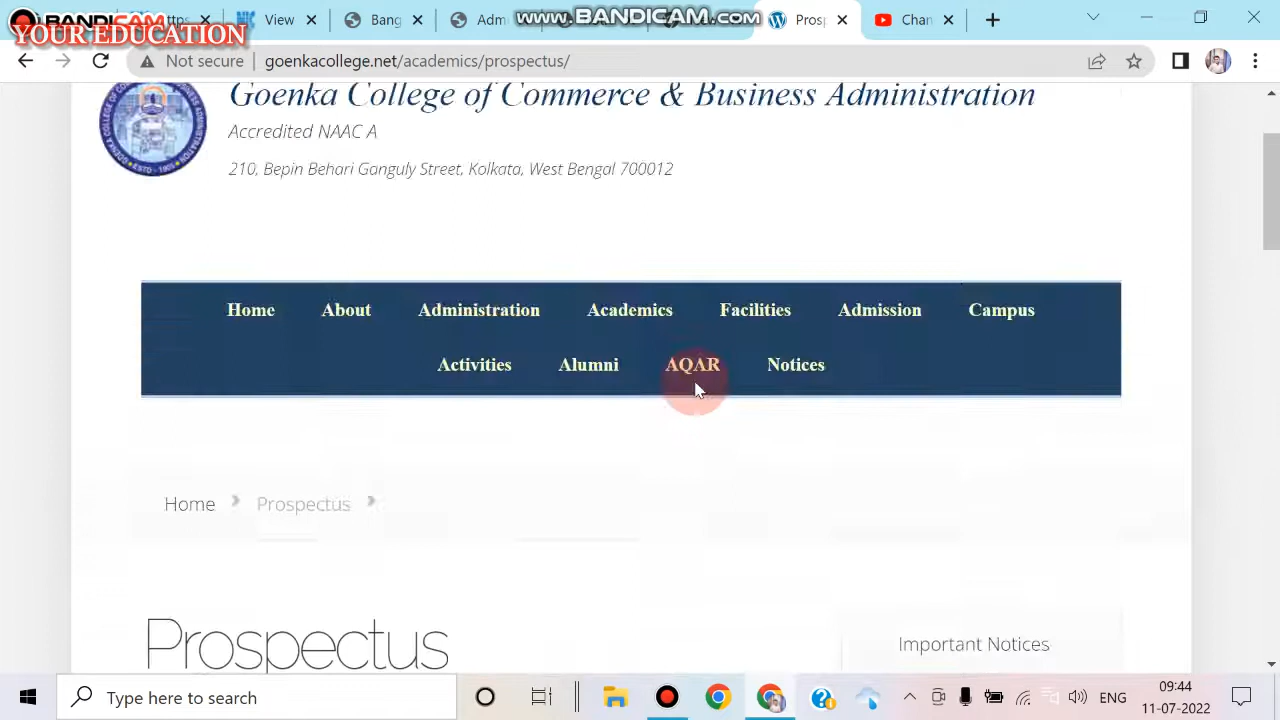 www.BANDICAM.com
BANDICAM
YOUR EDUCATION
View
Bang
Adm
Prosp
Chan
Not secure
goenkacollege.net/academics/prospectus/
Goenka College of Commerce & Business Administration
Accredited NAAC A
210, Bepin Behari Ganguly Street, Kolkata, West Bengal 700012
Home About Administration Academics Facilities Admission Campus
Activities Alumni AQAR Notices
Home Prospectus
Prospectus
Important Notices
Type here to search
ENG
09:44
11-07-2022